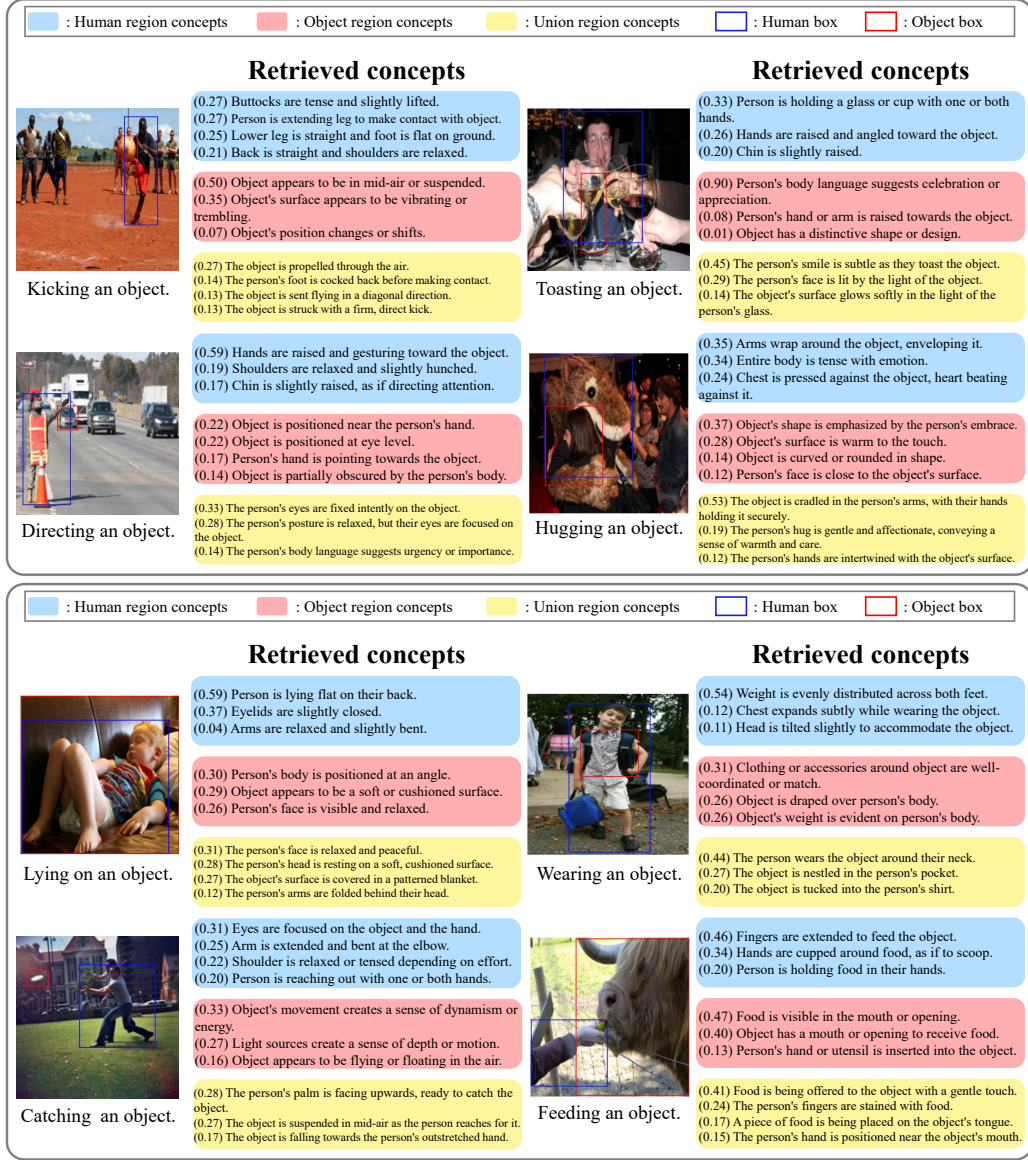 : Human region concepts : Object region concepts : Union region concepts : Human box : Object box
Retrieved concepts
(0.27) Buttocks are tense and slightly lifted.
(0.27) Person is extending leg to make contact with object.
(0.25) Lower leg is straight and foot is flat on ground.
(0.21) Back is straight and shoulders are relaxed.
(0.50) Object appears to be in mid-air or suspended.
(0.35) Object's surface appears to be vibrating or
trembling.
(0.07) Object's position changes or shifts.
(0.27) The object is propelled through the air.
(0.14) The person's foot is cocked back before making contact.
(0.13) The object is sent flying in a diagonal direction.
(0.13) The object is struck with a firm, direct kick.
Kicking an object.
Retrieved concepts
(0.33) Person is holding a glass or cup with one or both
hands.
(0.26) Hands are raised and angled toward the object.
(0.20) Chin is slightly raised.
(0.90) Person's body language suggests celebration or
appreciation.
(0.08) Person's hand or arm is raised towards the object.
(0.01) Object has a distinctive shape or design.
(0.45) The person's smile is subtle as they toast the object.
(0.29) The person's face is lit by the light of the object.
(0.14) The object's surface glows softly in the light of the
person's glass.
Toasting an object.
(0.59) Hands are raised and gesturing toward the object.
(0.19) Shoulders are relaxed and slightly hunched.
(0.17) Chin is slightly raised, as if directing attention.
(0.22) Object is positioned near the person's hand.
(0.22) Object is positioned at eye level.
(0.17) Person's hand is pointing towards the object.
(0.14) Object is partially obscured by the person's body.
(0.33) The person's eyes are fixed intently on the object.
(0.28) The person's posture is relaxed, but their eyes are focused on
the object.
(0.14) The person's body language suggests urgency or importance.
Directing an object.
(0.35) Arms wrap around the object, enveloping it.
(0.34) Entire body is tense with emotion.
(0.24) Chest is pressed against the object, heart beating
against it.
(0.37) Object's shape is emphasized by the person's embrace.
(0.28) Object's surface is warm to the touch.
(0.14) Object is curved or rounded in shape.
(0.12) Person's face is close to the object's surface.
(0.53) The object is cradled in the person's arms, with their hands
holding it securely.
(0.19) The person's hug is gentle and affectionate, conveying a
sense of warmth and care.
(0.12) The person's hands are intertwined with the object's surface.
Hugging an object.
: Human region concepts : Object region concepts : Union region concepts : Human box : Object box
Retrieved concepts
(0.59) Person is lying flat on their back.
(0.37) Eyelids are slightly closed.
(0.04) Arms are relaxed and slightly bent.
(0.30) Person's body is positioned at an angle.
(0.29) Object appears to be a soft or cushioned surface.
(0.26) Person's face is visible and relaxed.
(0.31) The person's face is relaxed and peaceful.
(0.28) The person's head is resting on a soft, cushioned surface.
(0.27) The object's surface is covered in a patterned blanket.
(0.12) The person's arms are folded behind their head.
Lying on an object.
Retrieved concepts
(0.54) Weight is evenly distributed across both feet.
(0.12) Chest expands subtly while wearing the object.
(0.11) Head is tilted slightly to accommodate the object.
(0.31) Clothing or accessories around object are well-
coordinated or match.
(0.26) Object is draped over person's body.
(0.26) Object's weight is evident on person's body.
(0.44) The person wears the object around their neck.
(0.27) The object is nestled in the person's pocket.
(0.20) The object is tucked into the person's shirt.
Wearing an object.
(0.31) Eyes are focused on the object and the hand.
(0.25) Arm is extended and bent at the elbow.
(0.22) Shoulder is relaxed or tensed depending on effort.
(0.20) Person is reaching out with one or both hands.
(0.33) Object's movement creates a sense of dynamism or
energy.
(0.27) Light sources create a sense of depth or motion.
(0.16) Object appears to be flying or floating in the air.
(0.28) The person's palm is facing upwards, ready to catch the
object.
(0.27) The object is suspended in mid-air as the person reaches for it.
(0.17) The object is falling towards the person's outstretched hand.
Catching an object.
(0.46) Fingers are extended to feed the object.
(0.34) Hands are cupped around food, as if to scoop.
(0.20) Person is holding food in their hands.
(0.47) Food is visible in the mouth or opening.
(0.40) Object has a mouth or opening to receive food.
(0.13) Person's hand or utensil is inserted into the object.
(0.41) Food is being offered to the object with a gentle touch.
(0.24) The person's fingers are stained with food.
(0.17) A piece of food is being placed on the object's tongue.
(0.15) The person's hand is positioned near the object's mouth.
Feeding an object.